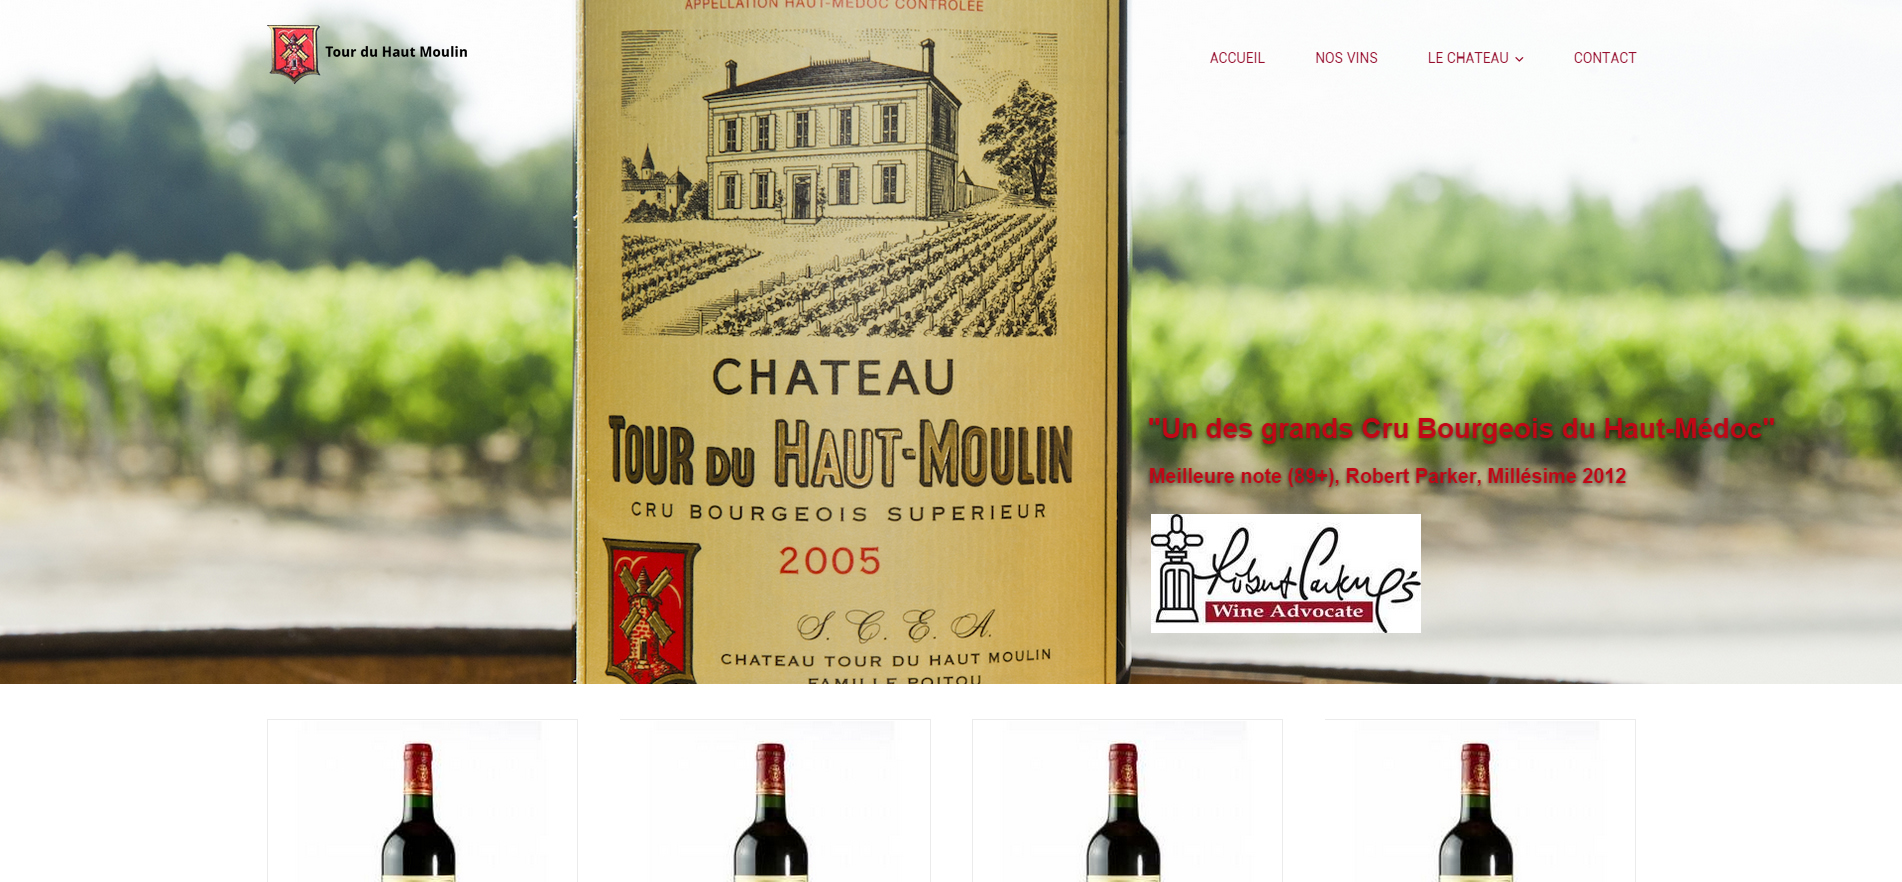 Tour du Haut Moulin
ACCUEIL
NOS VINS
LE CHATEAU
CONTACT
APPELLATION HAUT-MÉDOC CONTRÔLÉE
CHATEAU
TOUR DU HAUT-MOULIN
CRU BOURGEOIS SUPERIEUR
2005
S. C. E. A.
CHATEAU TOUR DU HAUT MOULIN
FAMILLE POITOU
"Un des grands Cru Bourgeois du Haut-Médoc"
Meilleure note (89+), Robert Parker, Millésime 2012
Robert Parker's
Wine Advocate